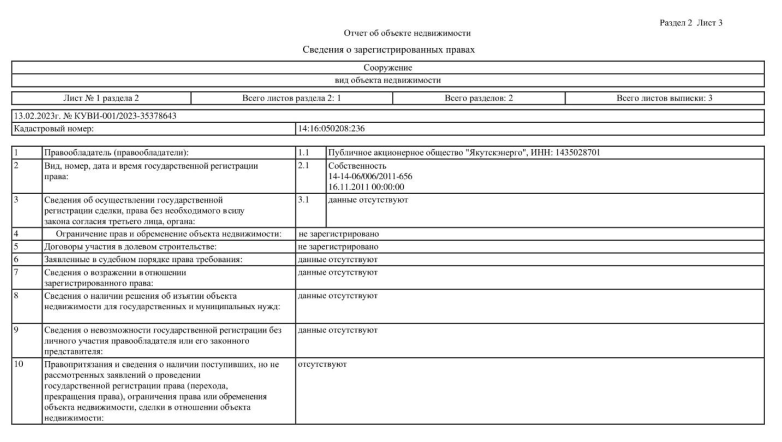 Раздел 2 Лист 3
Отчет об объекте недвижимости
Сведения о зарегистрированных правах
Сооружение
вид объекта недвижимости
Лист № 1 раздела 2 Всего листов раздела 2: 1 Всего разделов: 2 Всего листов выписки: 3
13.02.2023г. № КУВИ-001/2023-35378643
Кадастровый номер: 14:16:050208:236
1 Правообладатель (правообладатели): 1.1 Публичное акционерное общество "Якутскэнерго", ИНН: 1435028701
2 Вид, номер, дата и время государственной регистрации 2.1 Собственность
права: 14-14-06/006/2011-656
16.11.2011 00:00:00
3 Сведения об осуществлении государственной 3.1 данные отсутствуют
регистрации сделки, права без необходимого в силу
закона согласия третьего лица, органа:
4 Ограничение прав и обременение объекта недвижимости: не зарегистрировано
5 Договоры участия в долевом строительстве: не зарегистрировано
6 Заявленные в судебном порядке права требования: данные отсутствуют
7 Сведения о возражении в отношении данные отсутствуют
зарегистрированного права:
8 Сведения о наличии решения об изъятии объекта данные отсутствуют
недвижимости для государственных и муниципальных нужд:
9 Сведения о невозможности государственной регистрации без данные отсутствуют
личного участия правообладателя или его законного
представителя:
10 Правопритязания и сведения о наличии поступивших, но не отсутствуют
рассмотренных заявлений о проведении
государственной регистрации права (перехода,
прекращения права), ограничения права или обременения
объекта недвижимости, сделки в отношении объекта
недвижимости: